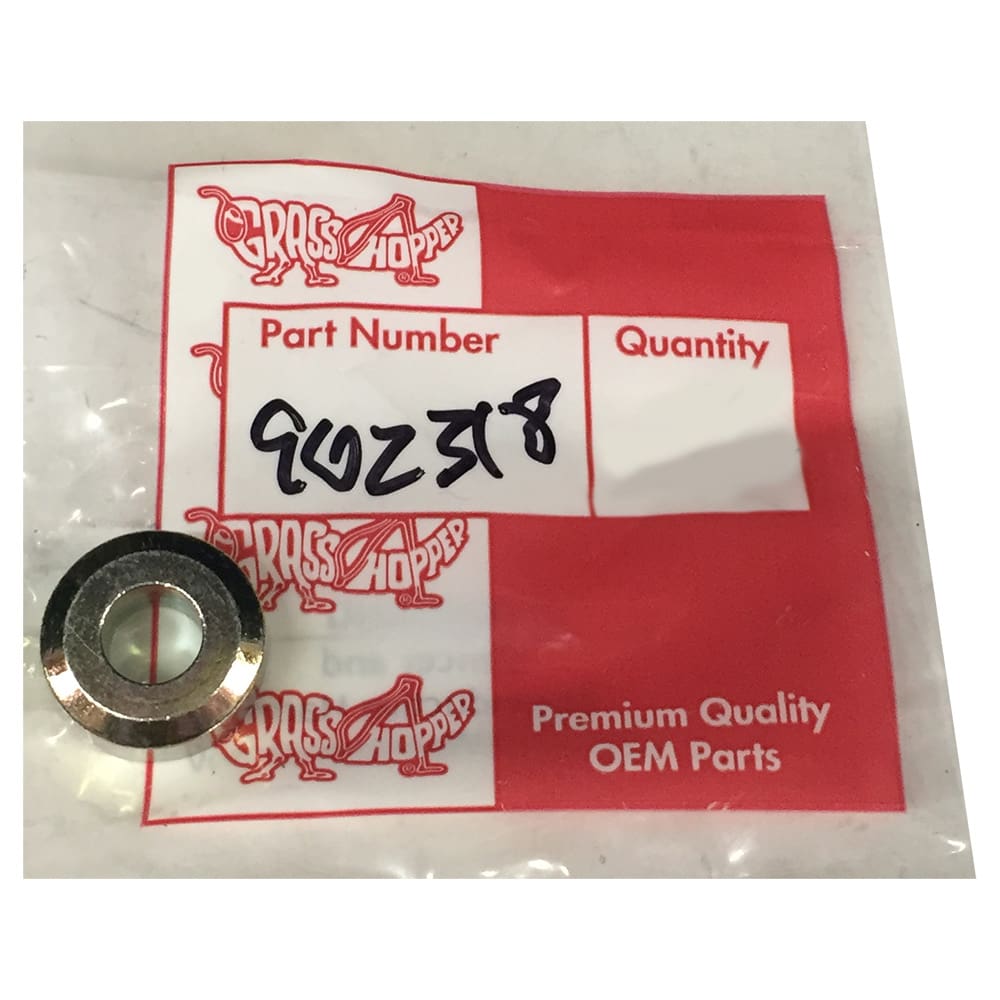 GRASSHOPPER ®
Part Number
Quantity
902318
GRASSHOPPER ®
GRASSHOPPER ®
Premium Quality
OEM Parts